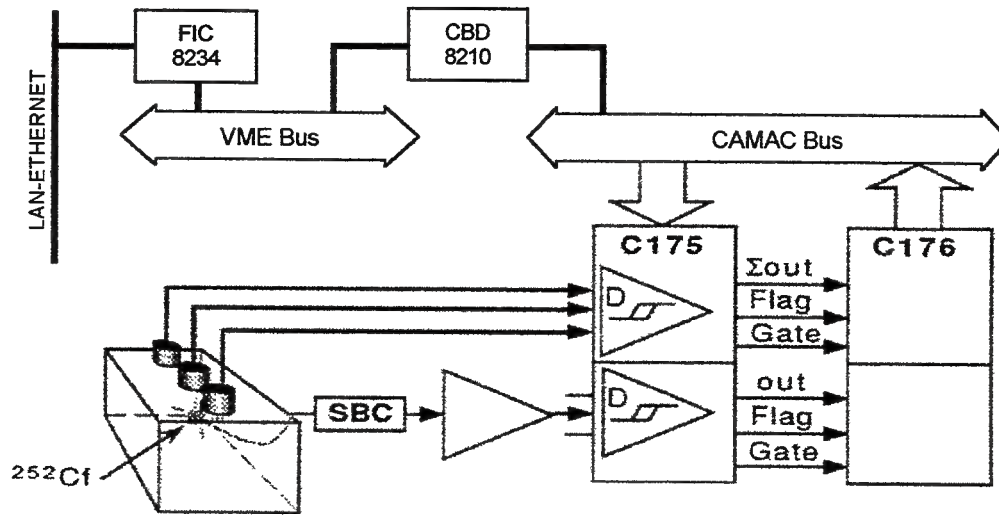 FIC
8234
CBD
8210
LAN-ETHERNET
VME Bus
CAMAC Bus
C175
C176
D
Σout
Flag
Gate
SBC
D
out
Flag
Gate
²⁵²Cf